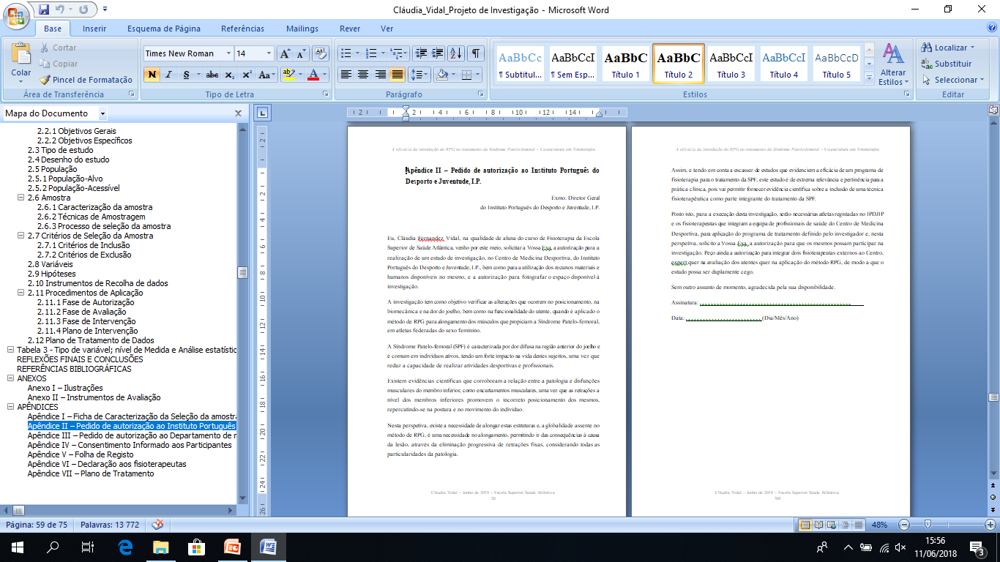 Cláudia_Vidal_Projeto de Investigação - Microsoft Word
Base Inserir Esquema de Página Referências Mailings Rever Ver
Colar
Cortar
Copiar
Pincel de Formatação
Área de Transferência
Times New Roman 14
N I S abc x₂ x² Aa
Tipo de Letra
Parágrafo
AaBbCc AaBbCcI AaBbC AaBbC AaBbCcI AaBbCcI AaBbCcD
¶ Subtítul... ¶ Sem Esp... Título 1 Título 2 Título 3 Título 4 Título 5
Estilos
Alterar
Estilos
Localizar
Substituir
Seleccionar
Editar
Mapa do Documento
2.2.1 Objetivos Gerais
2.2.2 Objetivos Específicos
2.3 Tipo de estudo
2.4 Desenho do estudo
2.5 População
2.5.1 População-Alvo
2.5.2 População-Acessível
2.6 Amostra
2.6.1 Caracterização da amostra
2.6.2 Técnicas de Amostragem
2.6.3 Processo de seleção da amostra
2.7 Critérios de Seleção da Amostra
2.7.1 Critérios de Inclusão
2.7.2 Critérios de Exclusão
2.8 Variáveis
2.9 Hipóteses
2.10 Instrumentos de Recolha de dados
2.11 Procedimentos de Aplicação
2.11.1 Fase de Autorização
2.11.2 Fase de Avaliação
2.11.3 Fase de Intervenção
2.11.4 Plano de Intervenção
2.12 Plano de Tratamento de Dados
Tabela 3 - Tipo de variável; nível de Medida e Análise estatístic
REFLEXÕES FINAIS E CONCLUSÕES
REFERÊNCIAS BIBLIOGRÁFICAS
ANEXOS
Anexo I – Ilustrações
Anexo II – Instrumentos de Avaliação
APÊNDICES
Apêndice I – Ficha de Caracterização da Seleção da amostra
Apêndice II – Pedido de autorização ao Instituto Português
Apêndice III – Pedido de autorização ao Departamento de r
Apêndice IV – Consentimento Informado aos Participantes
Apêndice V – Folha de Registo
Apêndice VI – Declaração aos fisioterapeutas
Apêndice VII – Plano de Tratamento
2 2 4 6 8 10 12 14
2 2 4 6 8 10 12 14 16 18 20 22 24 26
A eficácia da introdução do RPG no tratamento da Síndrome Patelo-femoral – Licenciatura em Fisioterapia
Apêndice II – Pedido de autorização ao Instituto Português do
Desporto e Juventude, I.P.
Exmo. Diretor Geral
do Instituto Português do Desporto e Juventude, I.P.
Eu, Cláudia Fernandez Vidal, na qualidade de aluna do curso de Fisioterapia da Escola
Superior de Saúde Atlântica, venho por este meio, solicitar a Vossa Exa, a autorização para a
realização de um estudo de investigação, no Centro de Medicina Desportiva, do Instituto
Português do Desporto e Juventude, I.P., bem como para a utilização dos recursos materiais e
humanos disponíveis no mesmo, e a autorização para fotografar o espaço disponível à
investigação.
A investigação tem como objetivo verificar as alterações que ocorrem no posicionamento, na
biomecânica e na dor do joelho, bem como na funcionalidade do utente, quando é aplicado o
método de RPG para alongamento dos músculos que propiciam a Síndrome Patelo-femoral,
em atletas federadas do sexo feminino.
A Síndrome Patelo-femoral (SPF) é caracterizada por dor difusa na região anterior do joelho e
é comum em indivíduos ativos, tendo um forte impacto na vida destes sujeitos, uma vez que
reduz a capacidade de realizar atividades desportivas e profissionais.
Existem evidências científicas que corroboram a relação entre a patologia e disfunções
musculares do membro inferior, como encurtamentos musculares, uma vez que as retrações a
nível dos membros inferiores promovem o incorreto posicionamento dos mesmos,
repercutindo-se na postura e no movimento do indivíduo.
Nesta perspetiva, existe a necessidade de alongar estas estruturas e, a globalidade assente no
método de RPG, é uma necessidade no alongamento, permitindo ir das consequências à causa
da lesão, através da eliminação progressiva de retrações fixas, considerando todas as
particularidades da patologia.
Cláudia Vidal – Junho de 2018 – Escola Superior Saúde Atlântica
XI
A eficácia da introdução do RPG no tratamento da Síndrome Patelo-femoral – Licenciatura em Fisioterapia
Assim, e tendo em conta a escassez de estudos que evidenciem a eficácia de um programa de
fisioterapia para o tratamento da SPF, este estudo é de extrema relevância e pertinência para a
prática clínica, pois vai permitir fornecer evidência científica sobre a inclusão de uma técnica
fisioterapêutica como parte integrante do tratamento da SPF.
Posto isto, para a execução desta investigação, serão necessárias atletas registadas no IPDJIP
e os fisioterapeutas que integram a equipa de profissionais de saúde do Centro de Medicina
Desportiva, para aplicação do programa de tratamento definido pelo investigador e, nesta
perspetiva, solicito a Vossa Exa, a autorização para que os mesmos possam participar na
investigação. Peço ainda a autorização para integrar dois fisioterapeutas externos ao Centro,
expert quer na avaliação dos utentes quer na aplicação do método RPG, de modo a que o
estudo possa ser duplamente cego.
Sem outro assunto de momento, agradecida pela sua disponibilidade.
Assinatura:
Data: (Dia/Mês/Ano)
Cláudia Vidal – Junho de 2018 – Escola Superior Saúde Atlântica
XII
Página: 59 de 75 Palavras: 13 772 48%
15:56
11/06/2018
3